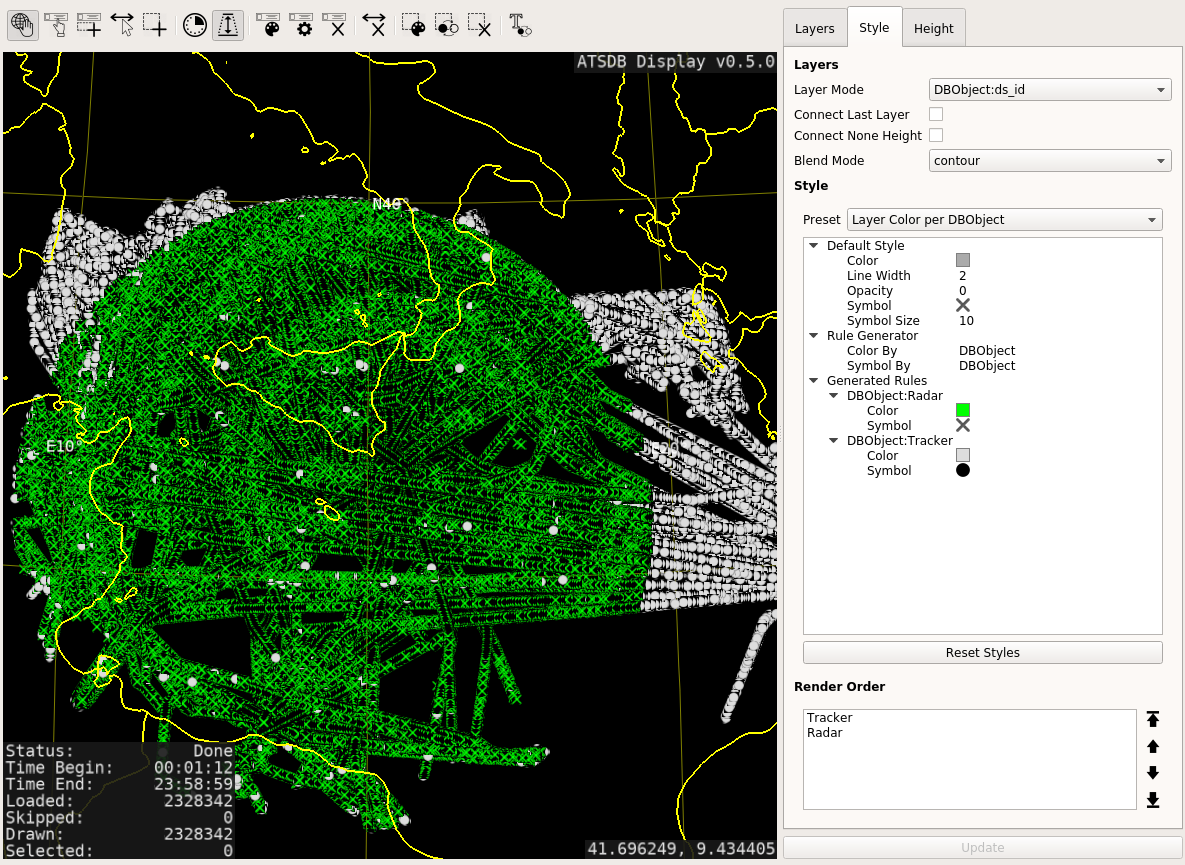 ATSDB Display v0.5.0
N40°
E10°
Status: Done
Time Begin: 00:01:12
Time End: 23:58:59
Loaded: 2328342
Skipped: 0
Drawn: 2328342
Selected: 0
41.696249, 9.434405
Layers Style Height
Layers
Layer Mode DBObject:ds_id
Connect Last Layer
Connect None Height
Blend Mode contour
Style
Preset Layer Color per DBObject
Default Style
Color
Line Width 2
Opacity 0
Symbol
Symbol Size 10
Rule Generator
Color By DBObject
Symbol By DBObject
Generated Rules
DBObject:Radar
Color
Symbol
DBObject:Tracker
Color
Symbol
Reset Styles
Render Order
Tracker
Radar
Update